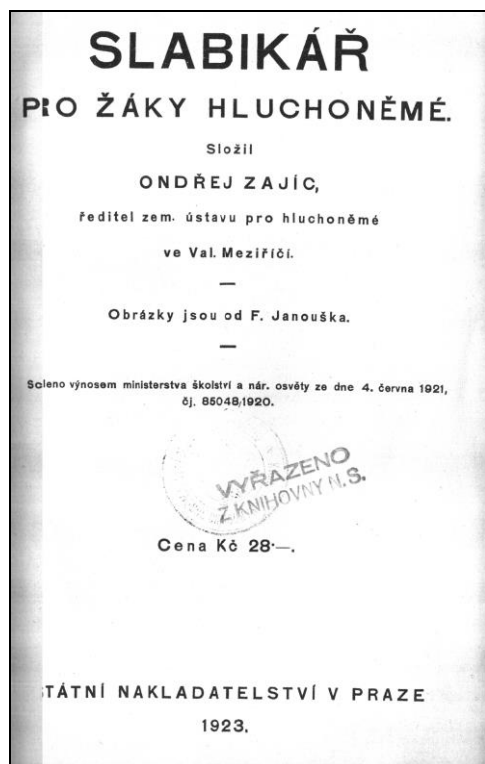 SLABIKÁŘ
PRO ŽÁKY HLUCHONĚMÉ.
Složil
ONDŘEJ ZAJÍC,
ředitel zem. ústavu pro hluchoněmé
ve Val. Meziříčí.
Obrázky jsou od F. Janouška.
výnosem ministerstva školství a nár. osvěty ze dne 4. června 1921,
čj. 85048/1920.
VYŘAZENO
Z KNIHOVNY N.S.
Cena Kč 28·—.
TÁTNÍ NAKLADATELSTVÍ V PRAZE
1923.